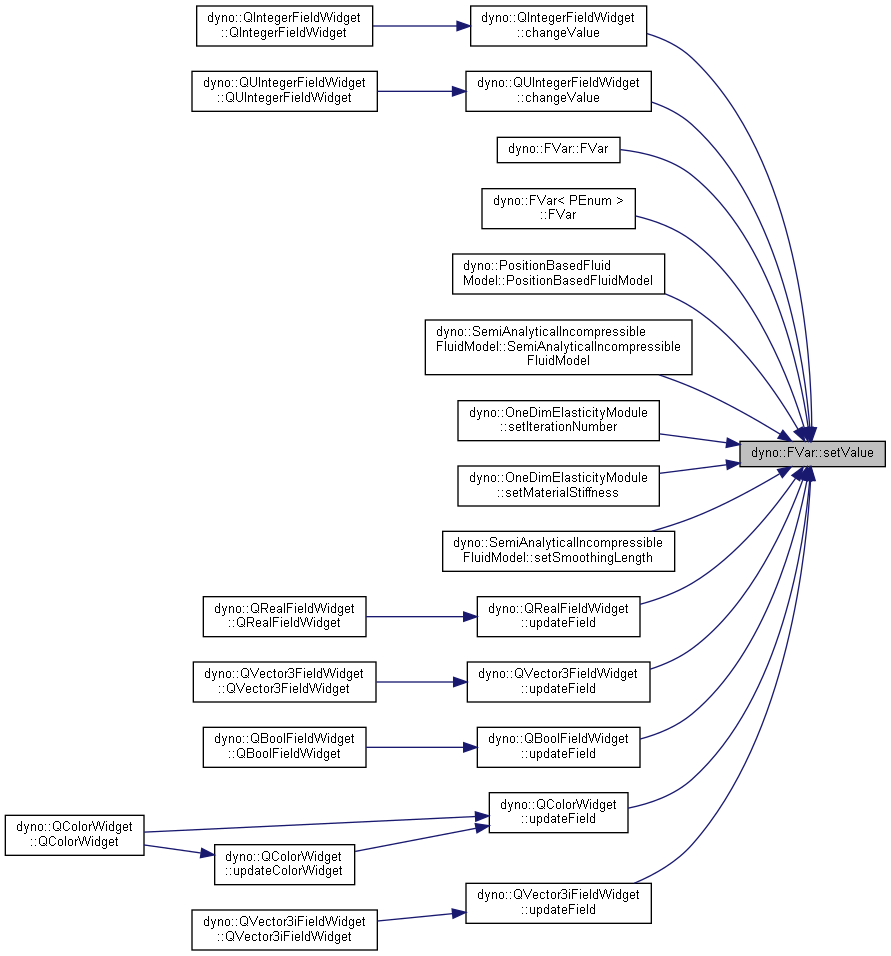 dyno::QIntegerFieldWidget
::QIntegerFieldWidget
dyno::QIntegerFieldWidget
::changeValue
dyno::QUIntegerFieldWidget
::QUIntegerFieldWidget
dyno::QUIntegerFieldWidget
::changeValue
dyno::FVar::FVar
dyno::FVar< PEnum >
::FVar
dyno::PositionBasedFluid
Model::PositionBasedFluidModel
dyno::SemiAnalyticalIncompressible
FluidModel::SemiAnalyticalIncompressible
FluidModel
dyno::OneDimElasticityModule
::setIterationNumber
dyno::FVar::setValue
dyno::OneDimElasticityModule
::setMaterialStiffness
dyno::SemiAnalyticalIncompressible
FluidModel::setSmoothingLength
dyno::QRealFieldWidget
::QRealFieldWidget
dyno::QRealFieldWidget
::updateField
dyno::QVector3FieldWidget
::QVector3FieldWidget
dyno::QVector3FieldWidget
::updateField
dyno::QBoolFieldWidget
::QBoolFieldWidget
dyno::QBoolFieldWidget
::updateField
dyno::QColorWidget
::QColorWidget
dyno::QColorWidget
::updateField
dyno::QColorWidget
::updateColorWidget
dyno::QVector3iFieldWidget
::QVector3iFieldWidget
dyno::QVector3iFieldWidget
::updateField